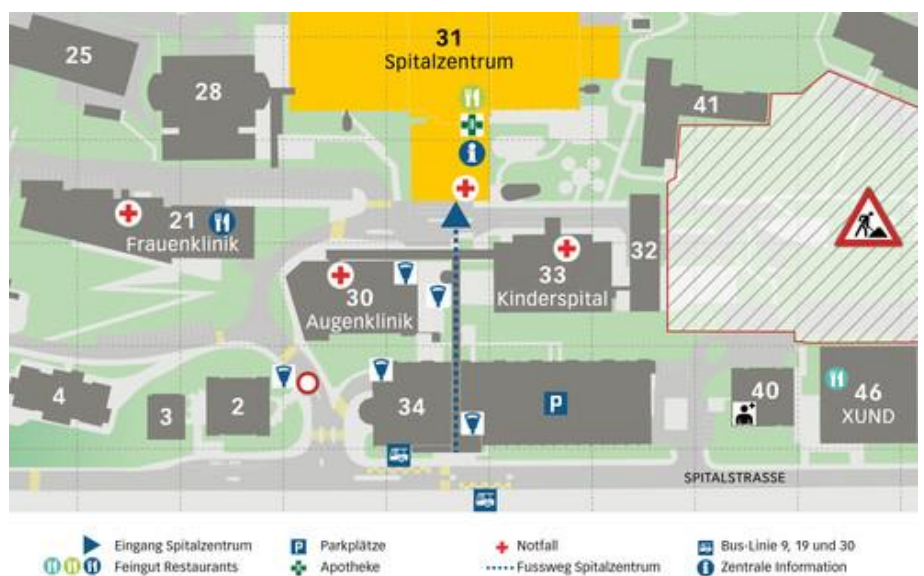 31
Spitalzentrum
25
28
41
21
Frauenklinik
32
33
Kinderspital
30
Augenklinik
4
3
2
34
P
40
46
XUND
SPITALSTRASSE
Eingang Spitalzentrum
P Parkplätze
Notfall
Bus-Linie 9, 19 und 30
Feingut Restaurants
Apotheke
Fussweg Spitalzentrum
i Zentrale Information